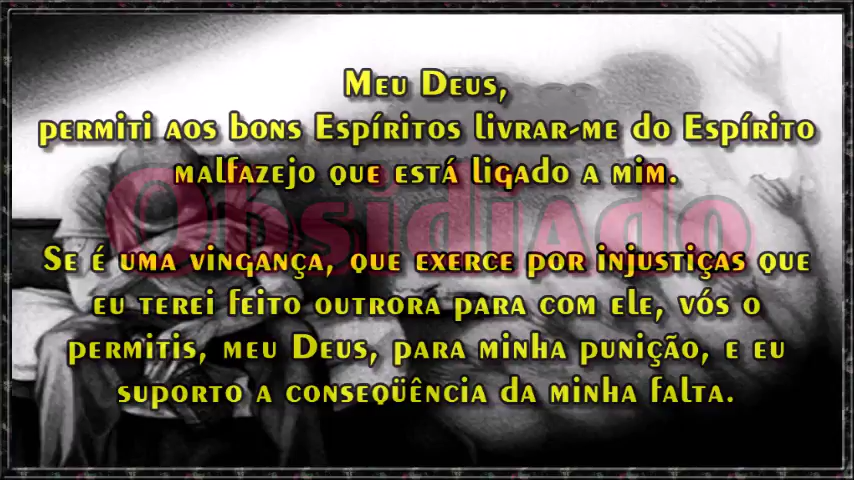 Meu Deus,
permiti aos bons Espíritos livrar-me do Espírito
malfazejo que está ligado a mim.
Obsidiado
Se é uma vingança, que exerce por injustiças que
eu terei feito outrora para com ele, vós o
permitis, meu Deus, para minha punição, e eu
suporto a conseqüência da minha falta.